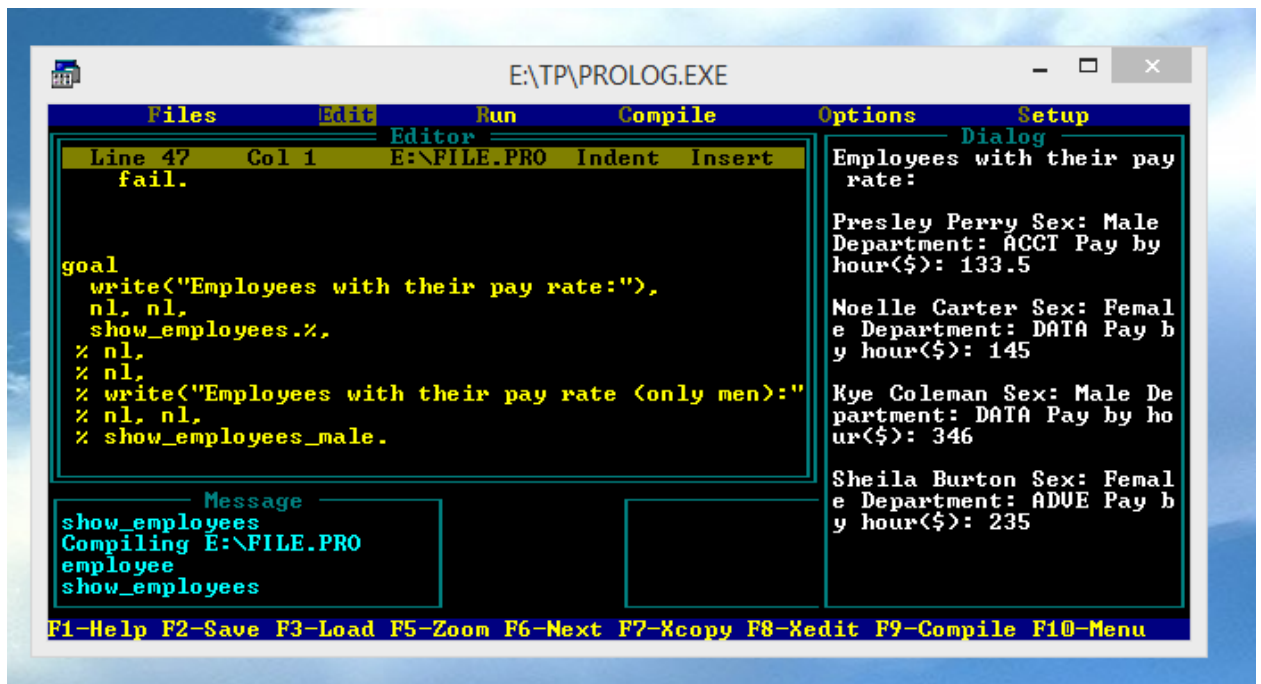 E:\TP\PROLOG.EXE
Files Edit Run Compile Options Setup
Editor
Line 47 Col 1 E:\FILE.PRO Indent Insert
fail.
goal
write("Employees with their pay rate:"),
nl, nl,
show_employees.%,
% nl,
% nl,
% write("Employees with their pay rate (only men):"
% nl, nl,
% show_employees_male.
Dialog
Employees with their pay
rate:
Presley Perry Sex: Male
Department: ACCT Pay by
hour($): 133.5
Noelle Carter Sex: Femal
e Department: DATA Pay b
y hour($): 145
Kye Coleman Sex: Male De
partment: DATA Pay by ho
ur($): 346
Sheila Burton Sex: Femal
e Department: ADVE Pay b
y hour($): 235
Message
show_employees
Compiling E:\FILE.PRO
employee
show_employees
F1-Help F2-Save F3-Load F5-Zoom F6-Next F7-Xcopy F8-Xedit F9-Compile F10-Menu